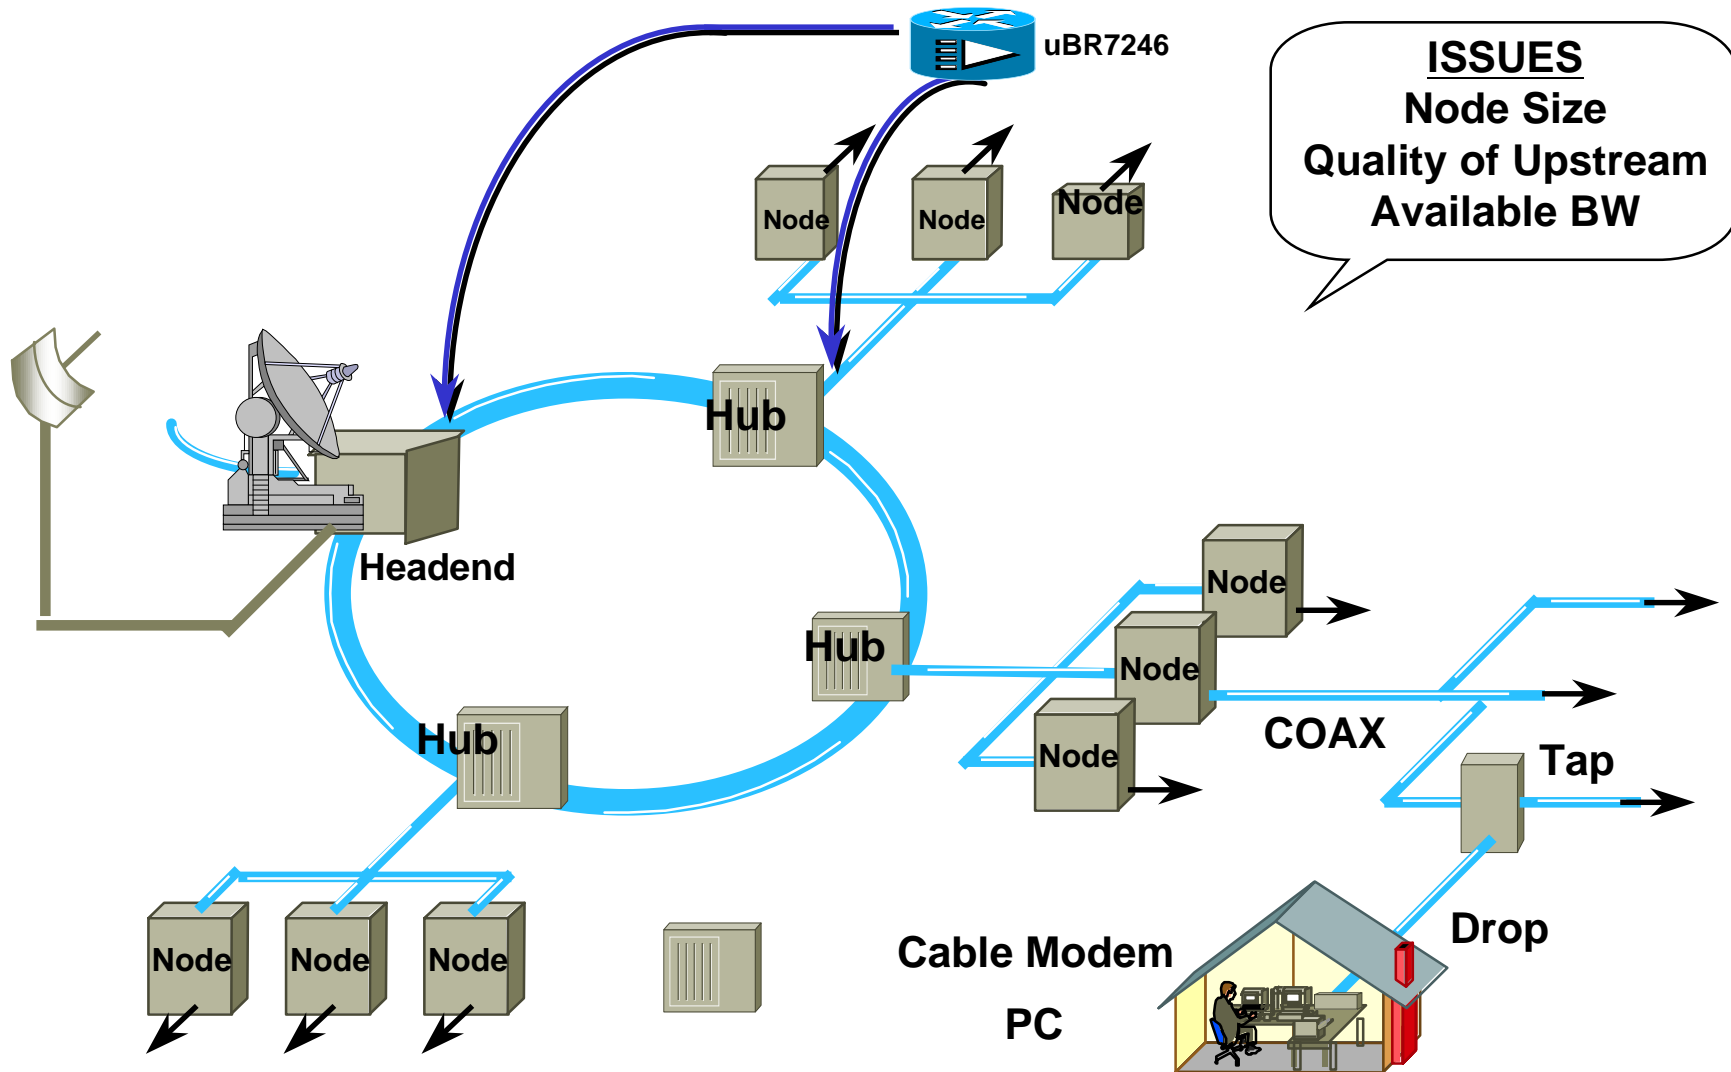 uBR7246
ISSUES
Node Size
Quality of Upstream
Available BW
Node
Node
Node
Hub
Headend
Node
Hub
Node
Hub
COAX
Node
Tap
Drop
Node
Node
Node
Cable Modem
PC